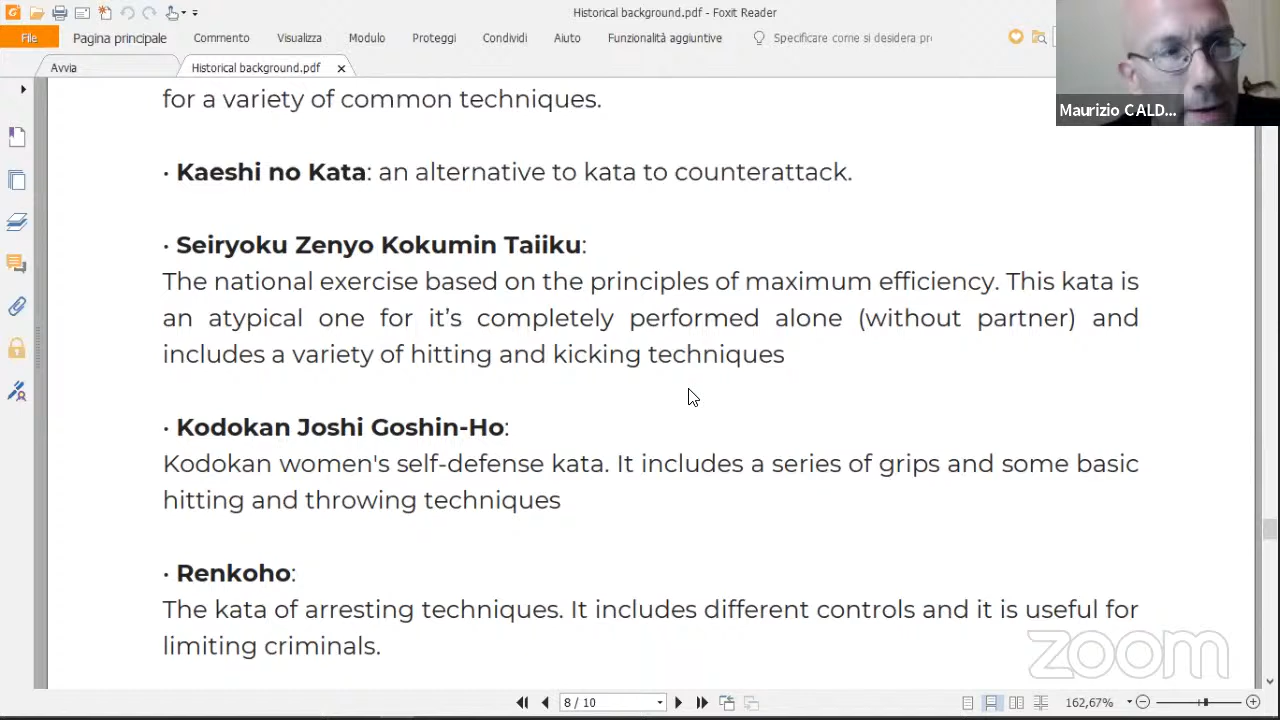 Historical background.pdf - Foxit Reader
File Pagina principale Commento Visualizza Modulo Proteggi Condividi Aiuto Funzionalità aggiuntive Specificare come si desidera
Avvia Historical background.pdf
Maurizio CALD...
for a variety of common techniques.
· Kaeshi no Kata: an alternative to kata to counterattack.
· Seiryoku Zenyo Kokumin Taiiku:
The national exercise based on the principles of maximum efficiency. This kata is
an atypical one for it’s completely performed alone (without partner) and
includes a variety of hitting and kicking techniques
· Kodokan Joshi Goshin-Ho:
Kodokan women's self-defense kata. It includes a series of grips and some basic
hitting and throwing techniques
· Renkoho:
The kata of arresting techniques. It includes different controls and it is useful for
limiting criminals.
zoom
8 / 10 162,67%